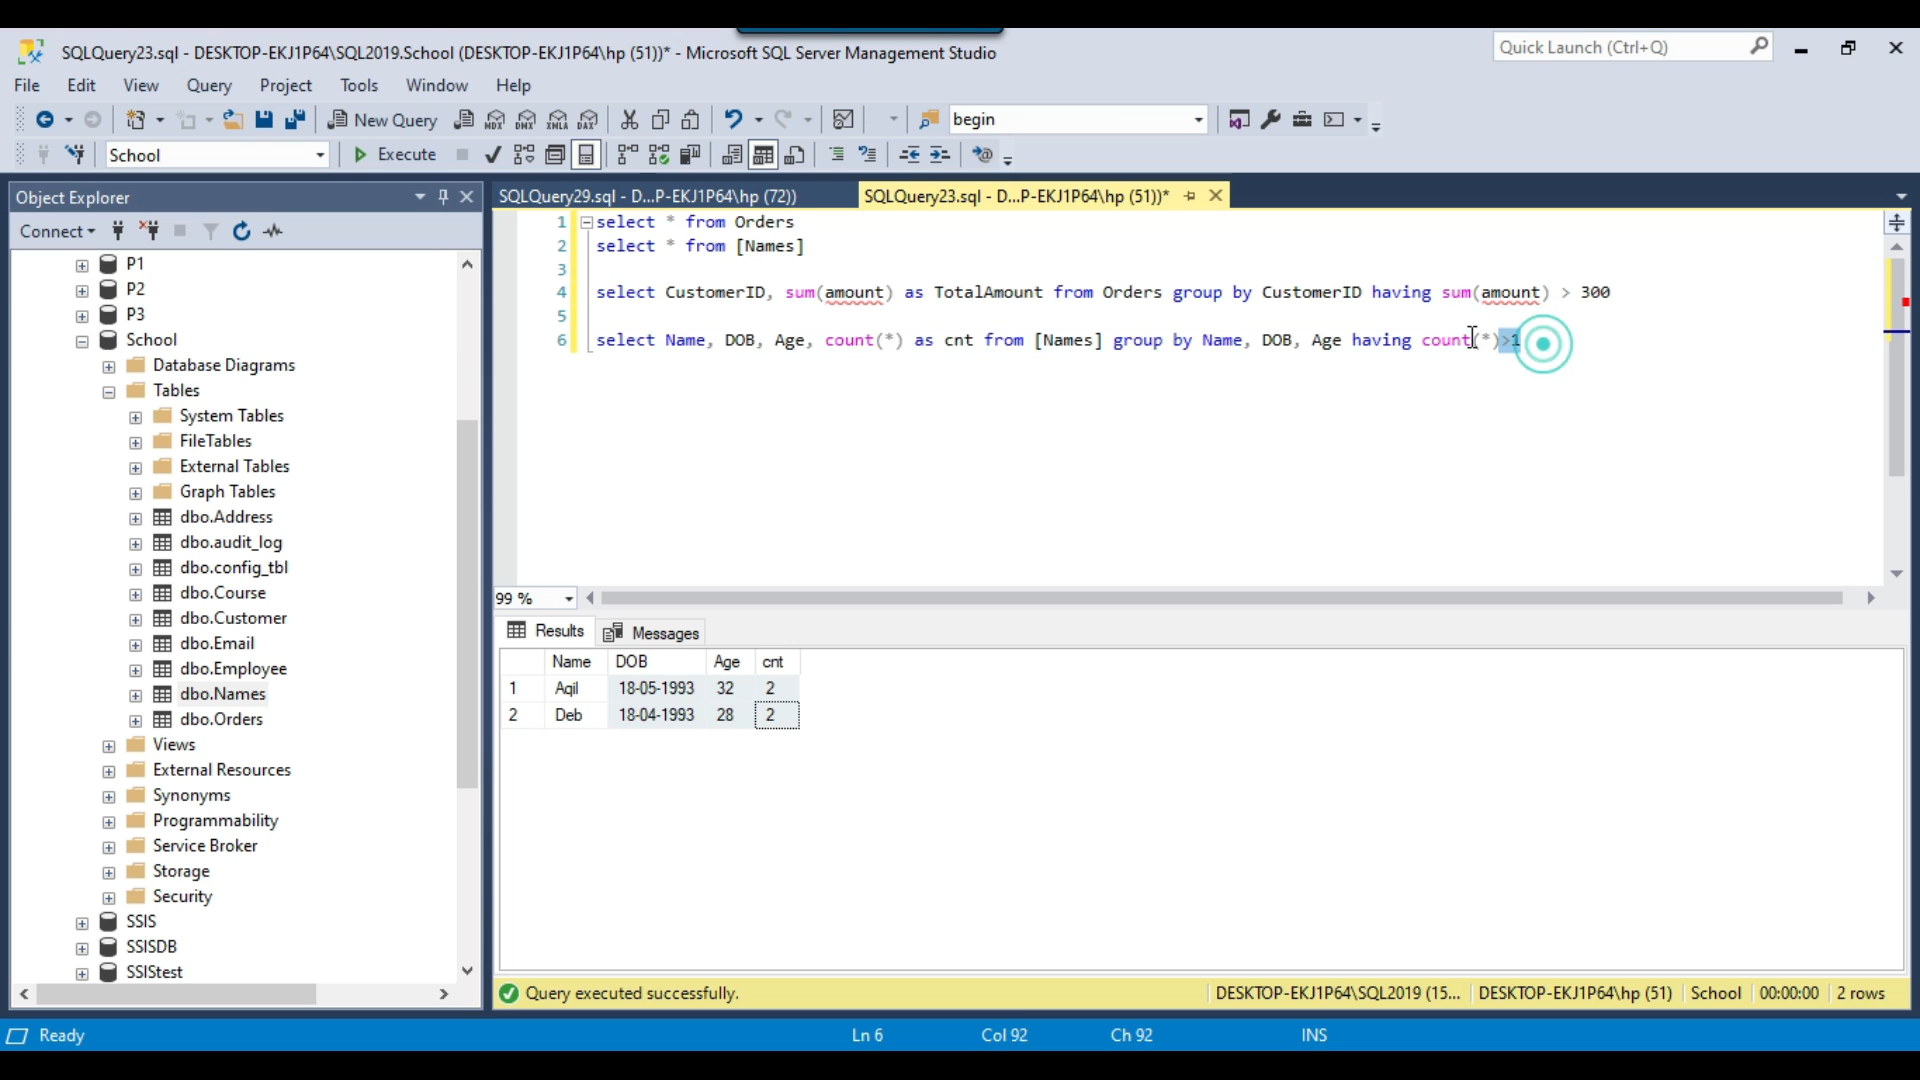 SQLQuery23.sql - DESKTOP-EKJ1P64\SQL2019.School (DESKTOP-EKJ1P64\hp (51))* - Microsoft SQL Server Management Studio
Quick Launch (Ctrl+Q)
File Edit View Query Project Tools Window Help
New Query MDX DMX XMLA DAX begin
School Execute
Object Explorer
SQLQuery29.sql - D...P-EKJ1P64\hp (72))
SQLQuery23.sql - D...P-EKJ1P64\hp (51))*
Connect
P1
P2
P3
School
Database Diagrams
Tables
System Tables
FileTables
External Tables
Graph Tables
dbo.Address
dbo.audit_log
dbo.config_tbl
dbo.Course
dbo.Customer
dbo.Email
dbo.Employee
dbo.Names
dbo.Orders
Views
External Resources
Synonyms
Programmability
Service Broker
Storage
Security
SSIS
SSISDB
SSIStest
1 select * from Orders
2 select * from [Names]
3
4 select CustomerID, sum(amount) as TotalAmount from Orders group by CustomerID having sum(amount) > 300
5
6 select Name, DOB, Age, count(*) as cnt from [Names] group by Name, DOB, Age having count(*)>1
99 %
Results Messages
Name DOB Age cnt
1 Aqil 18-05-1993 32 2
2 Deb 18-04-1993 28 2
Query executed successfully.
DESKTOP-EKJ1P64\SQL2019 (15... DESKTOP-EKJ1P64\hp (51) School 00:00:00 2 rows
Ready Ln 6 Col 92 Ch 92 INS